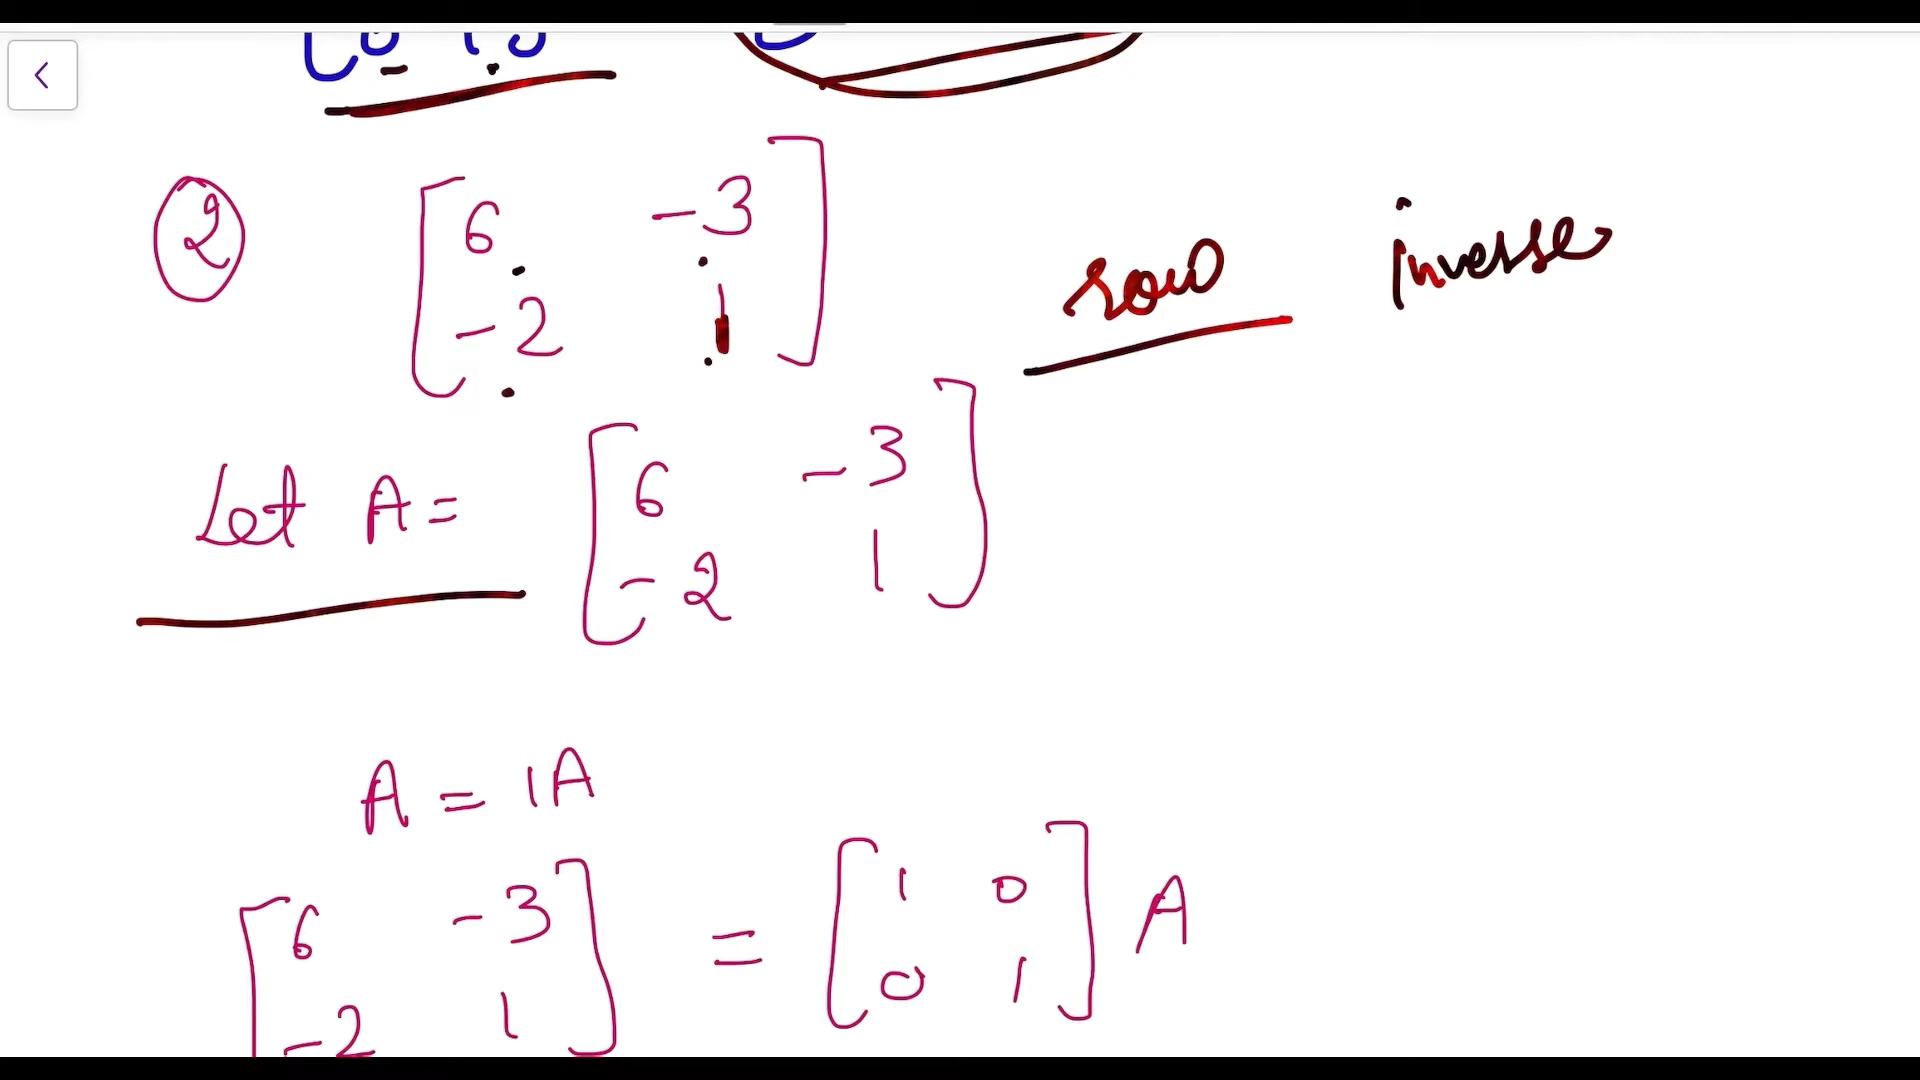 ② [6 -3
-2 1] row inverse
Let A = [6 -3
-2 1]
A = IA
[6 -3
-2 1] = [1 0
0 1] A